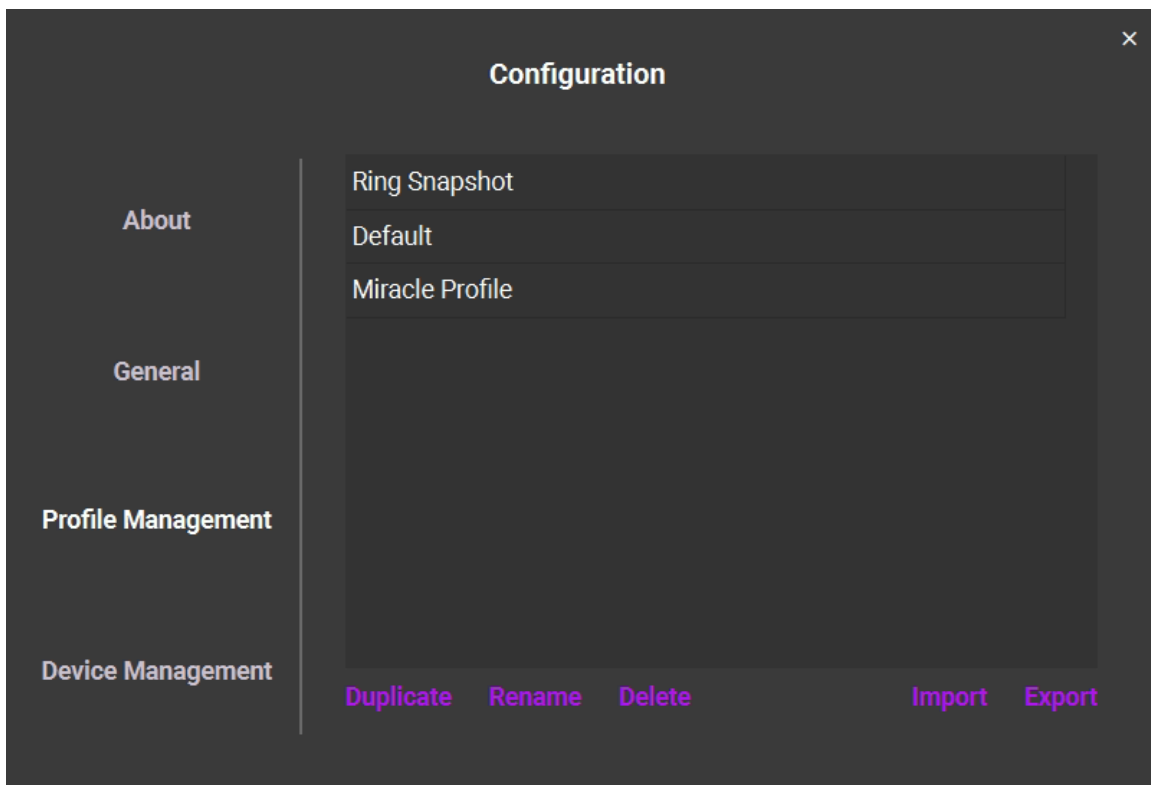 Configuration
×
About
General
Profile Management
Device Management
Ring Snapshot
Default
Miracle Profile
Duplicate Rename Delete Import Export